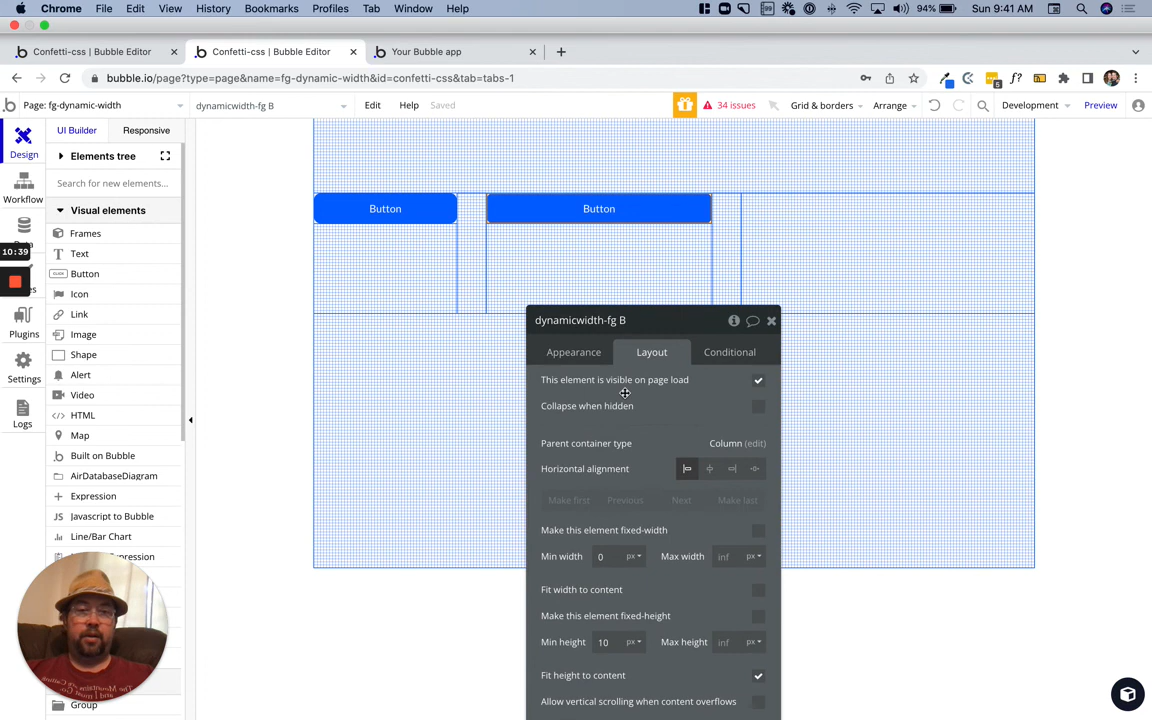 Chrome File Edit View History Bookmarks Profiles Tab Window Help 94% Sun 9:41 AM
Confetti-css | Bubble Editor Confetti-css | Bubble Editor Your Bubble app
bubble.io/page?type=page&name=fg-dynamic-width&id=confetti-css&tab=tabs-1
Page: fg-dynamic-width dynamicwidth-fg B Edit Help Saved 34 issues Grid & borders Arrange Development Preview
UI Builder Responsive
Design
Elements tree
Search for new elements...
Workflow
Visual elements
Button Button
Frames
Text
10:39
Button
Icon
Link
Plugins
Image
Shape
Settings
Alert
Video
Logs
HTML
Map
Built on Bubble
AirDatabaseDiagram
Expression
Javascript to Bubble
Line/Bar Chart
Group
dynamicwidth-fg B
Appearance Layout Conditional
This element is visible on page load
Collapse when hidden
Parent container type Column (edit)
Horizontal alignment
Make first Previous Next Make last
Make this element fixed-width
Min width 0 px Max width inf px
Fit width to content
Make this element fixed-height
Min height 10 px Max height inf px
Fit height to content
Allow vertical scrolling when content overflows